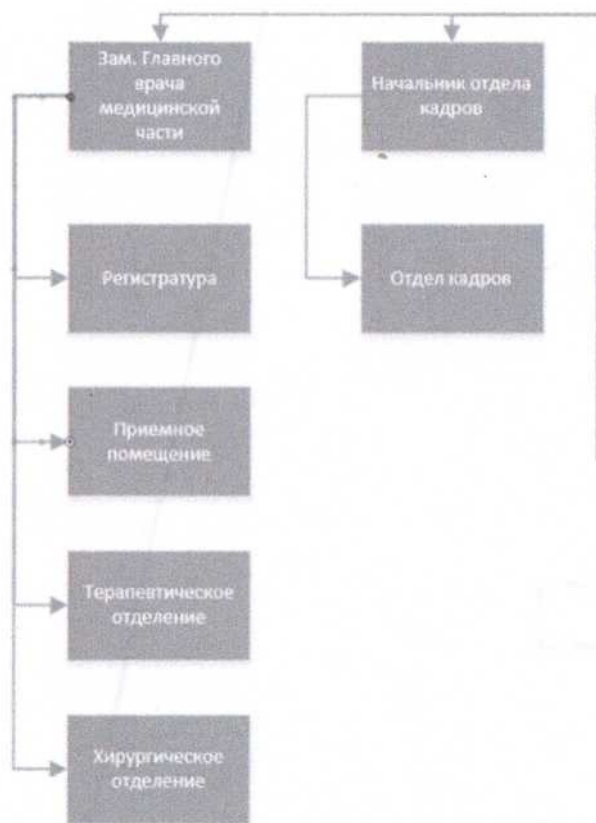 Зам. Главного
врача
медицинской
части
Начальник отдела
кадров
Регистратура
Отдел кадров
Приемное
помещение
Терапевтическое
отделение
Хирургическое
отделение